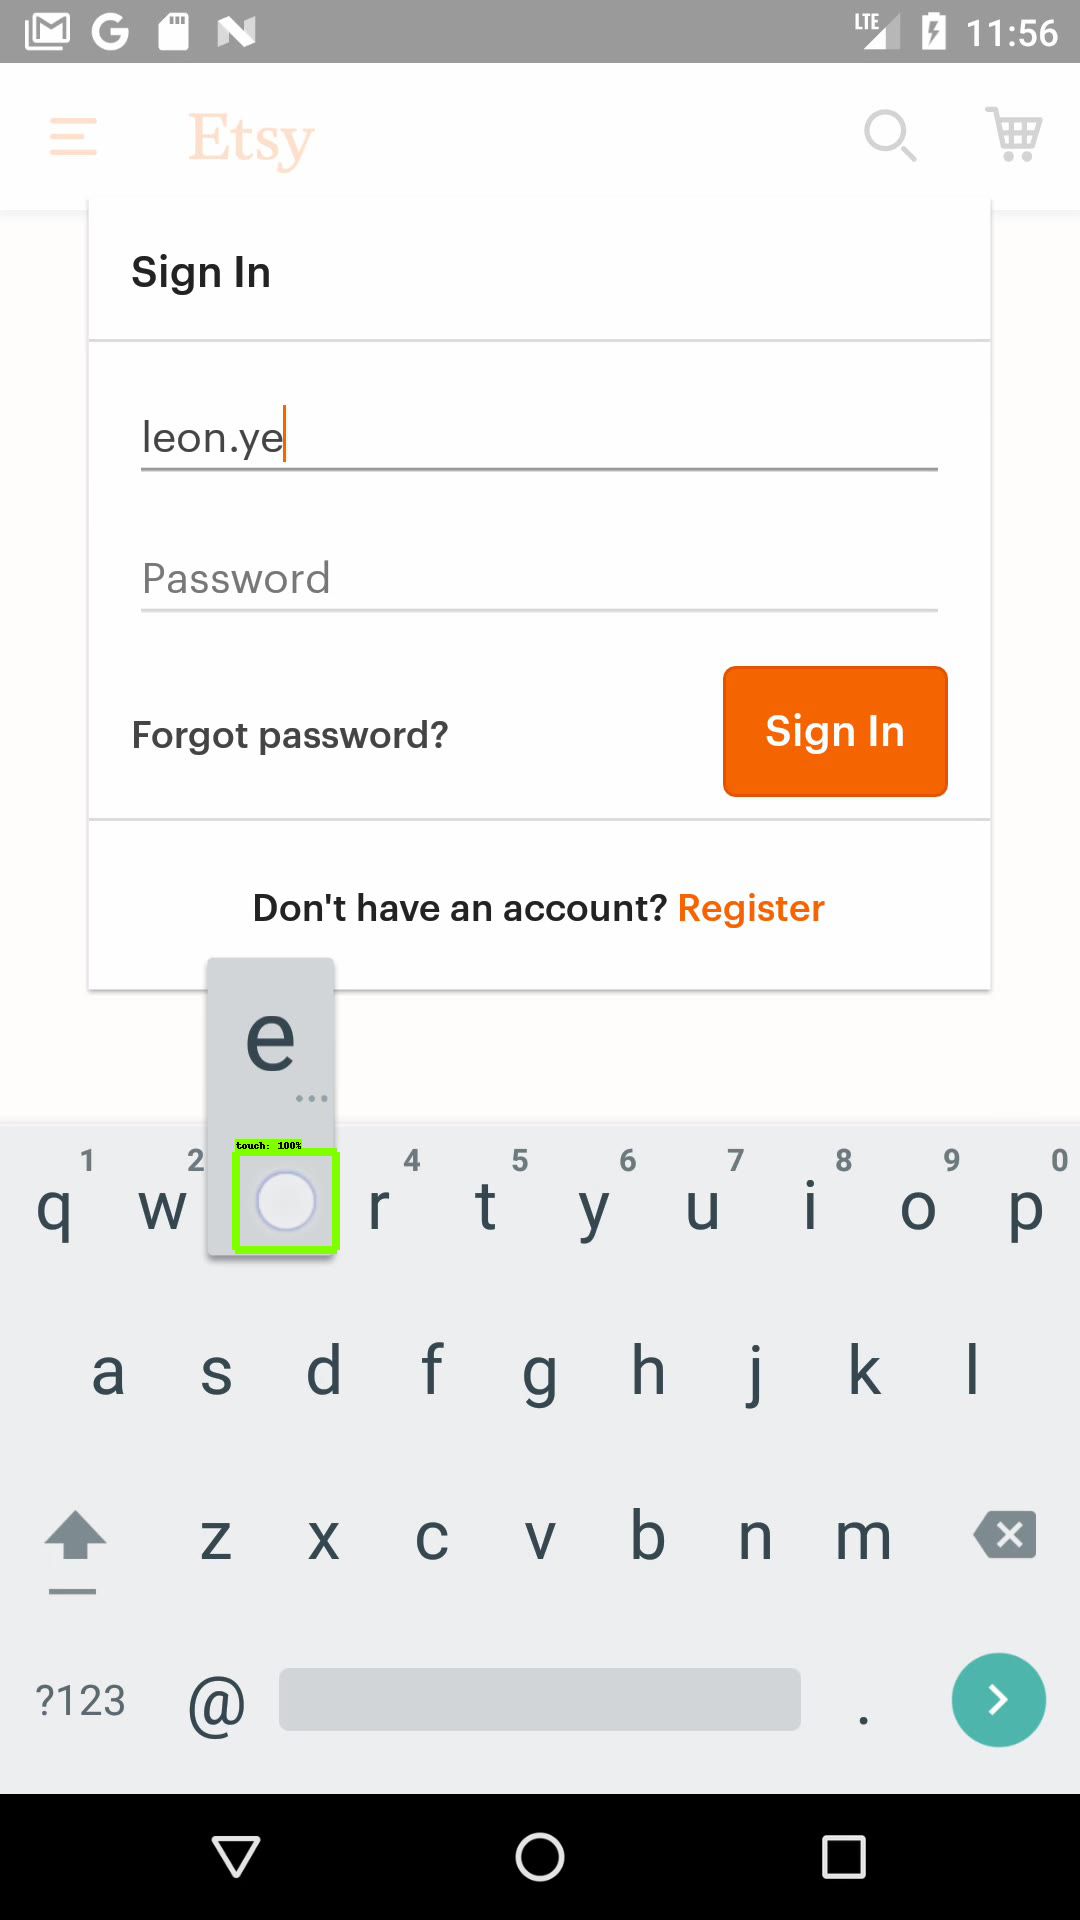 LTE 11:56
Etsy
Sign In
leon.ye
Password
Forgot password? Sign In
Don't have an account? Register
e
...
touch: 100%
1 2 4 5 6 7 8 9 0
q w r t y u i o p
a s d f g h j k l
z x c v b n m
?123 @ .